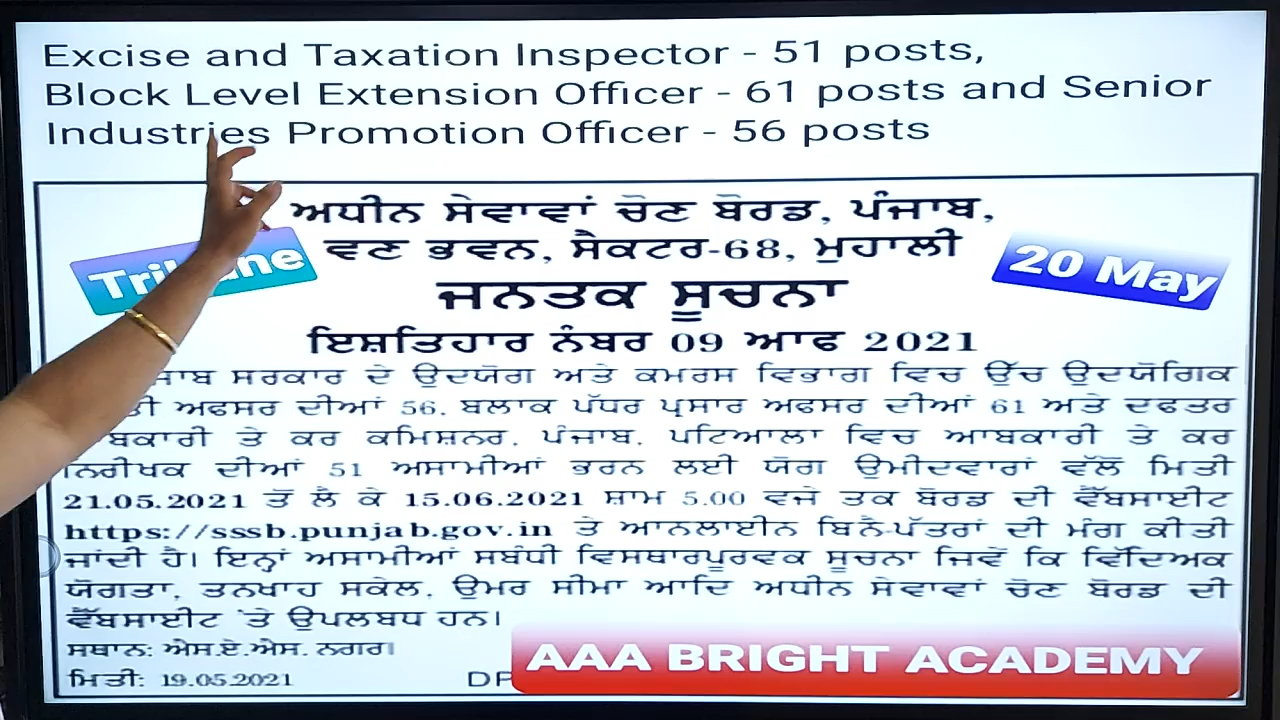 Excise and Taxation Inspector - 51 posts,
Block Level Extension Officer - 61 posts and Senior
Industries Promotion Officer - 56 posts
ਅਧੀਨ ਸੇਵਾਵਾਂ ਚੋਣ ਬੋਰਡ, ਪੰਜਾਬ,
ਵਣ ਭਵਨ, ਸੈਕਟਰ-68, ਮੁਹਾਲੀ
20 May
ਜਨਤਕ ਸੂਚਨਾ
ਇਸ਼ਤਿਹਾਰ ਨੰਬਰ 09 ਆਫ 2021
ਸਰਕਾਰ ਦੇ ਉਦਯੋਗ ਅਤੇ ਕਮਰਸ ਵਿਭਾਗ ਵਿਚ ਉੱਚ ਉਦਯੋਗਿਕ
ਅਫਸਰ ਦੀਆਂ 56, ਬਲਾਕ ਪੱਧਰ ਪ੍ਰਸਾਰ ਅਫਸਰ ਦੀਆਂ 61 ਅਤੇ ਦਫਤਰ
ਤੇ ਕਰ ਕਮਿਸ਼ਨਰ, ਪੰਜਾਬ, ਪਟਿਆਲਾ ਵਿਚ ਆਬਕਾਰੀ ਤੇ ਕਰ
ਨਿਰੀਖਕ ਦੀਆਂ 51 ਅਸਾਮੀਆਂ ਭਰਨ ਲਈ ਯੋਗ ਉਮੀਦਵਾਰਾਂ ਵੱਲੋਂ ਮਿਤੀ
21.05.2021 ਤੋਂ ਲੈ ਕੇ 15.06.2021 ਸ਼ਾਮ 5.00 ਵਜੇ ਤਕ ਬੋਰਡ ਦੀ ਵੈੱਬਸਾਈਟ
https://sssb.punjab.gov.in ਤੇ ਆਨਲਾਈਨ ਬਿਨੈ-ਪੱਤਰਾਂ ਦੀ ਮੰਗ ਕੀਤੀ
ਜਾਂਦੀ ਹੈ। ਇਨ੍ਹਾਂ ਅਸਾਮੀਆਂ ਸਬੰਧੀ ਵਿਸਥਾਰਪੂਰਵਕ ਸੂਚਨਾ ਜਿਵੇਂ ਕਿ ਵਿੱਦਿਅਕ
ਯੋਗਤਾ, ਤਨਖਾਹ ਸਕੇਲ, ਉਮਰ ਸੀਮਾ ਆਦਿ ਅਧੀਨ ਸੇਵਾਵਾਂ ਚੋਣ ਬੋਰਡ ਦੀ
ਵੈੱਬਸਾਈਟ 'ਤੇ ਉਪਲਬਧ ਹਨ।
ਸਥਾਨ: ਐਸ.ਏ.ਐਸ. ਨਗਰ।
ਮਿਤੀ: 19.05.2021
AAA BRIGHT ACADEMY